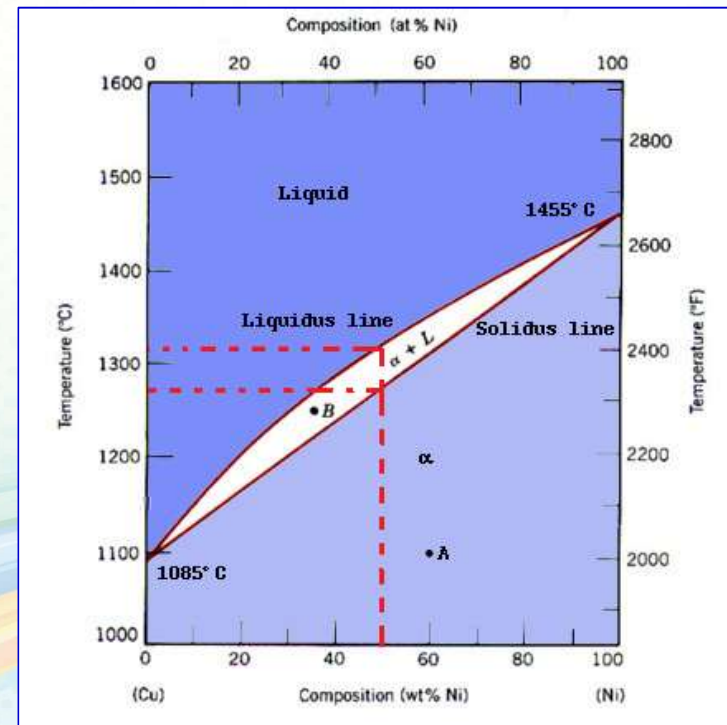 Composition (at % Ni)
0 20 40 60 80 100
1600
2800
1500
Liquid
1455° C
2600
1400
Liquidus line
α + L
Solidus line
2400
1300
B
Temperature (°C)
Temperature (°F)
1200
α
2200
1100
A
2000
1085° C
1000
0 20 40 60 80 100
(Cu) Composition (wt% Ni) (Ni)